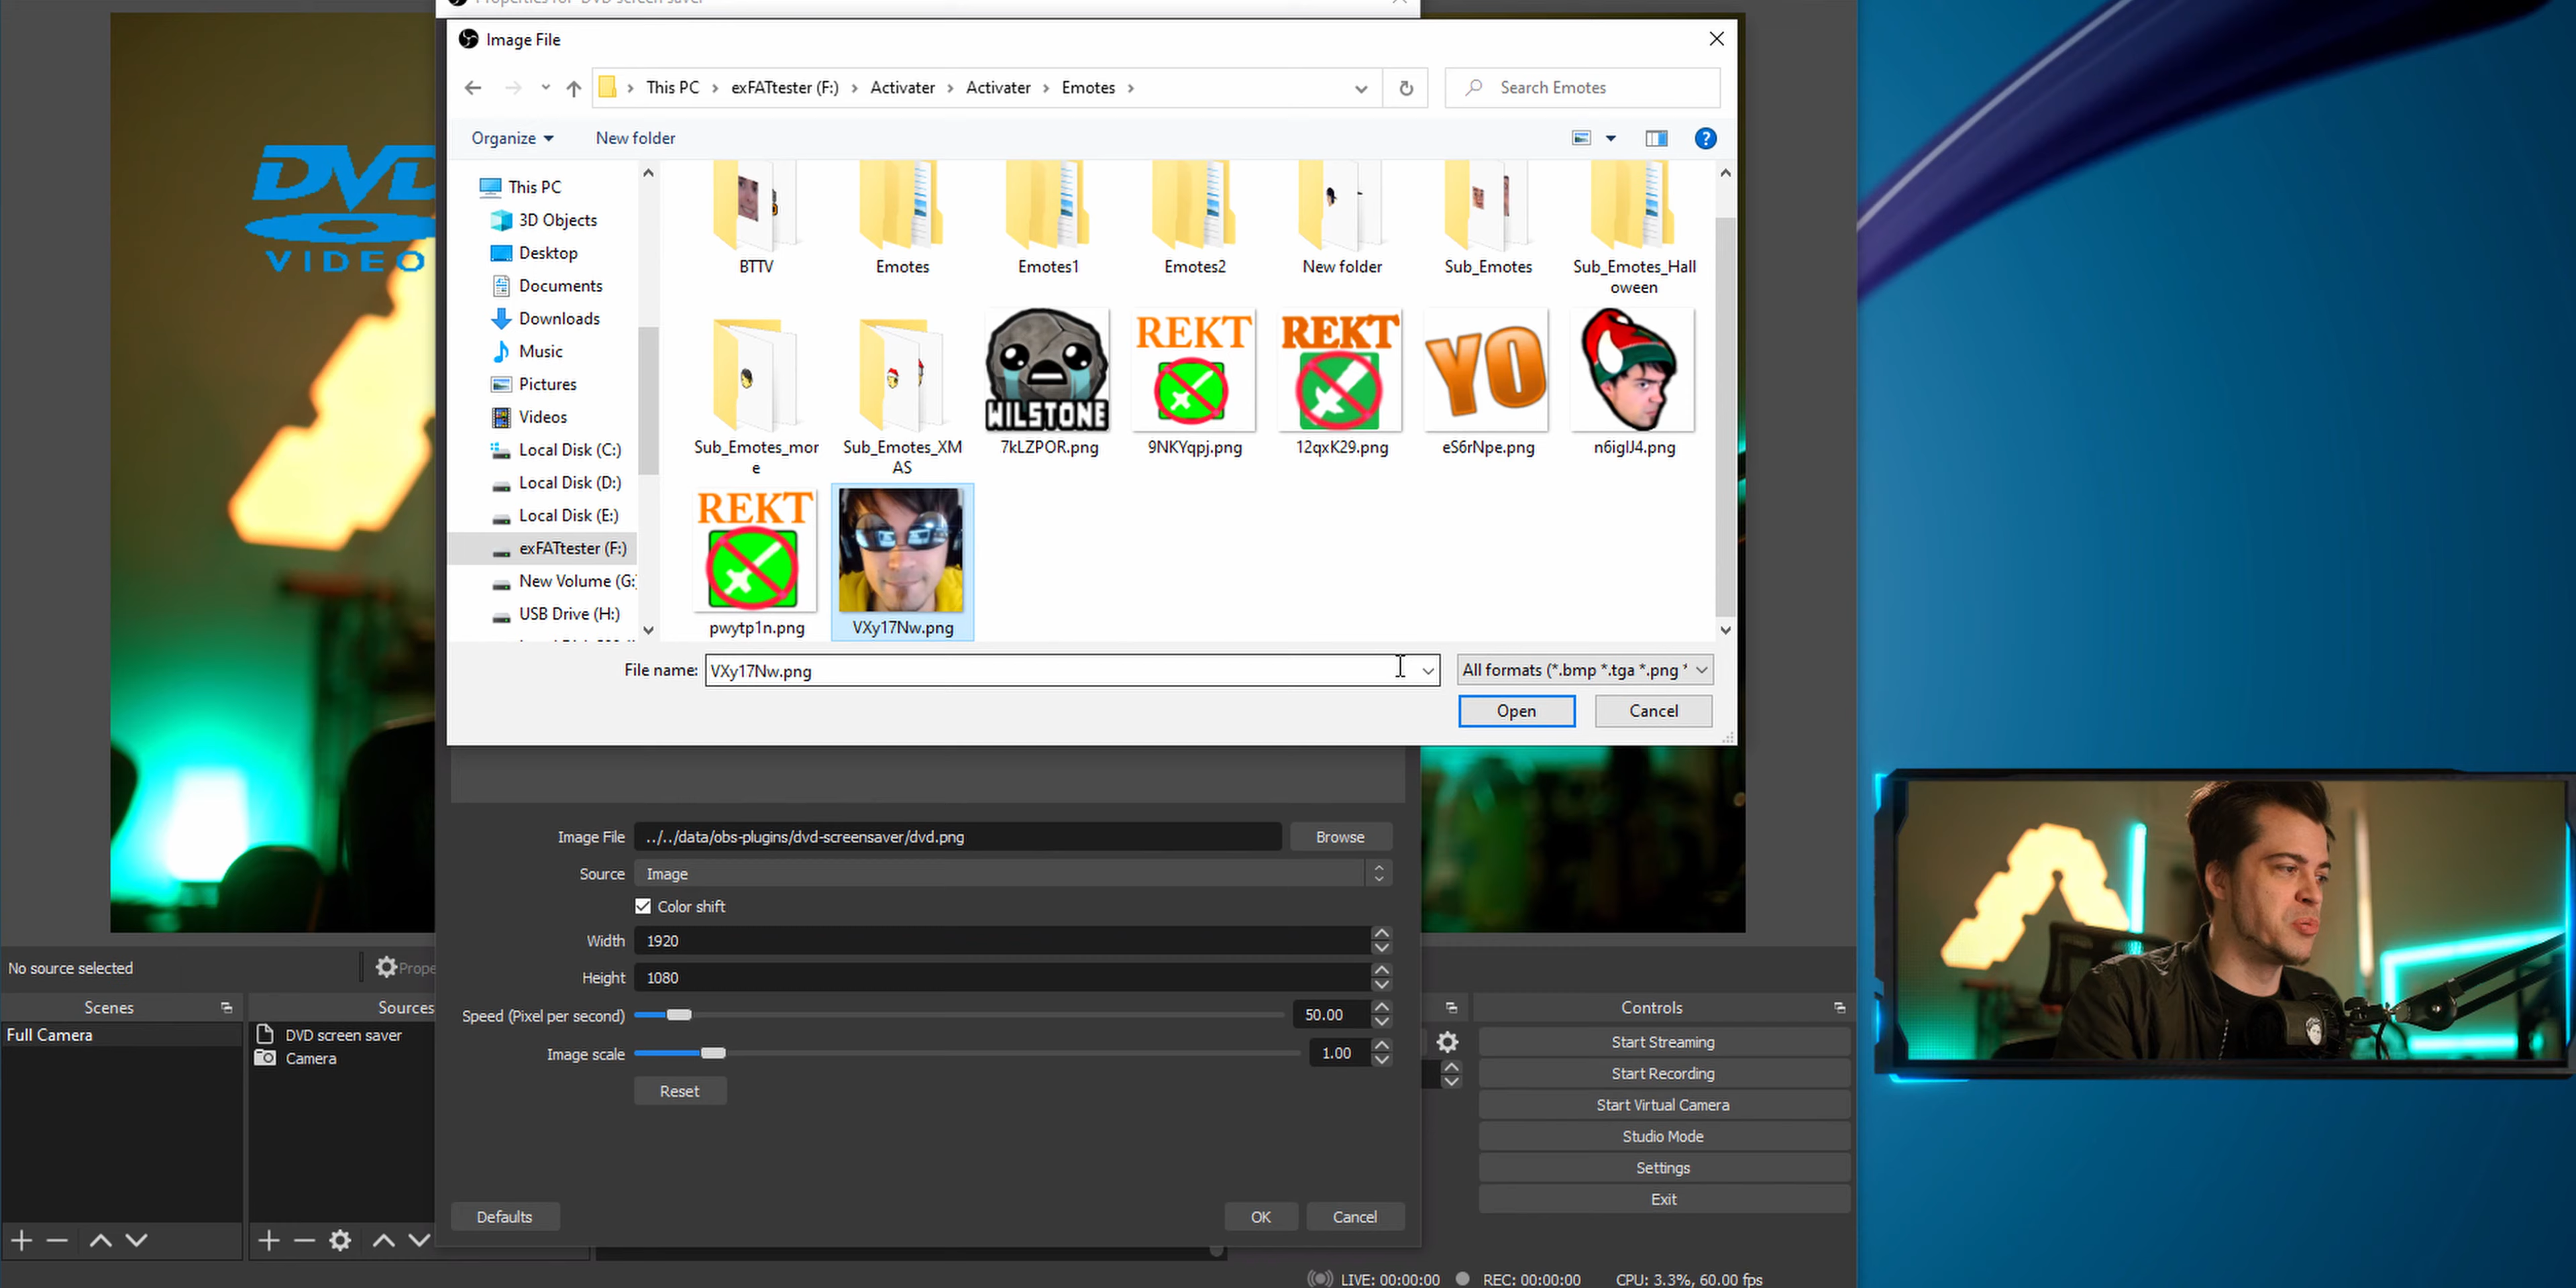 Properties for 'DVD screen saver'
Image File
This PC
exFATtester (F:)
Activater
Activater
Emotes
Search Emotes
Organize
New folder
This PC
3D Objects
Desktop
Documents
Downloads
Music
Pictures
Videos
Local Disk (C:)
Local Disk (D:)
Local Disk (E:)
exFATtester (F:)
New Volume (G:
USB Drive (H:)
BTTV
Emotes
Emotes1
Emotes2
New folder
Sub_Emotes
Sub_Emotes_Hall
oween
WILSTONE
REKT
REKT
YO
Sub_Emotes_mor
e
Sub_Emotes_XM
AS
7kLZPOR.png
9NKYqpj.png
12qxK29.png
eS6rNpe.png
REKT
pwytp1n.png
VXy17Nw.png
File name:
VXy17Nw.png
All formats (*.bmp *.tga *.png *
Open
Cancel
DVD
VIDEO
Image File
../../data/obs-plugins/dvd-screensaver/dvd.png
Browse
Source
Image
Color shift
Width
1920
Height
1080
Speed (Pixel per second)
50.00
Image scale
1.00
Reset
Defaults
OK
Cancel
No source selected
Prope
Scenes
Full Camera
Sources
DVD screen saver
Camera
Controls
Start Streaming
Start Recording
Start Virtual Camera
Studio Mode
Settings
Exit
LIVE: 00:00:00
REC: 00:00:00
CPU: 3.3%, 60.00 fps